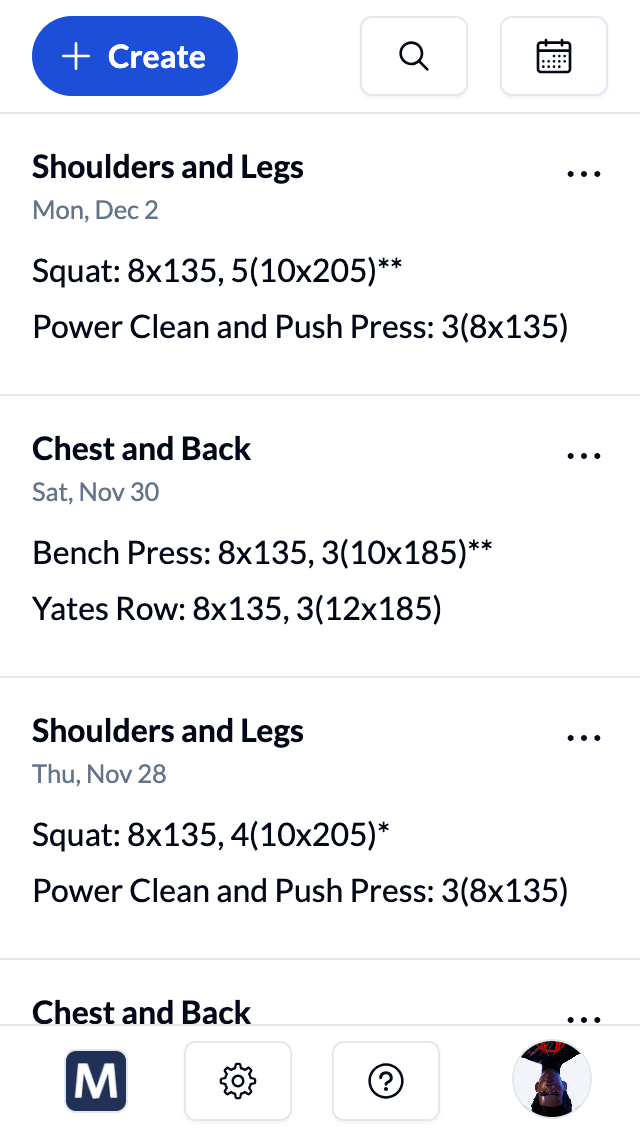 Create
Shoulders and Legs
Mon, Dec 2
Squat: 8x135, 5(10x205)**
Power Clean and Push Press: 3(8x135)
Chest and Back
Sat, Nov 30
Bench Press: 8x135, 3(10x185)**
Yates Row: 8x135, 3(12x185)
Shoulders and Legs
Thu, Nov 28
Squat: 8x135, 4(10x205)*
Power Clean and Push Press: 3(8x135)
Chest and Back
M